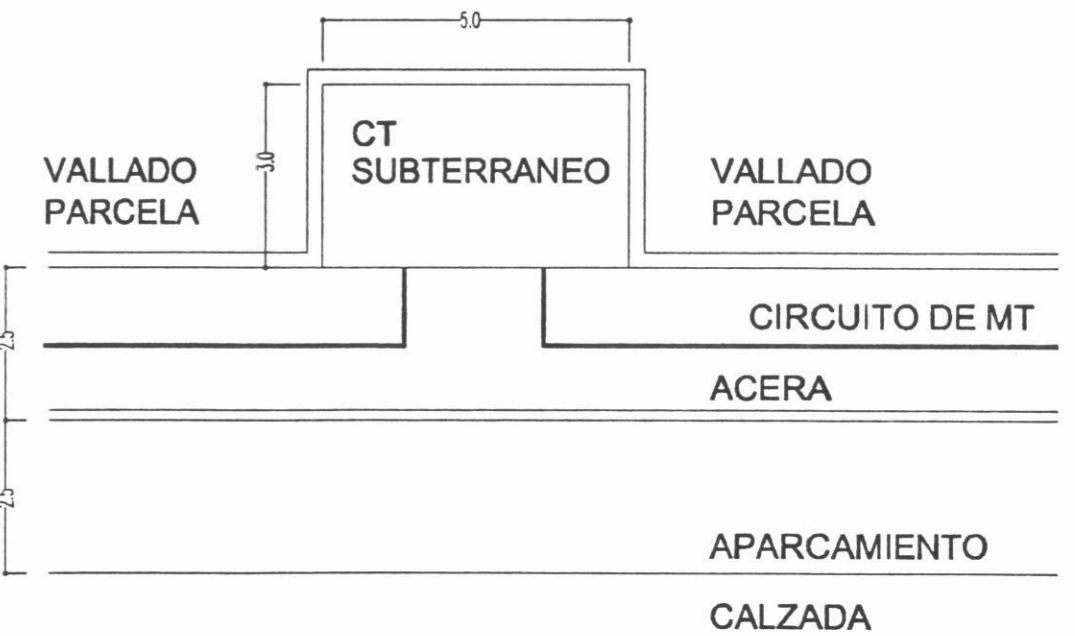 5.0
CT
SUBTERRANEO
3.0
VALLADO
PARCELA
VALLADO
PARCELA
CIRCUITO DE MT
2.5
ACERA
2.5
APARCAMIENTO
CALZADA